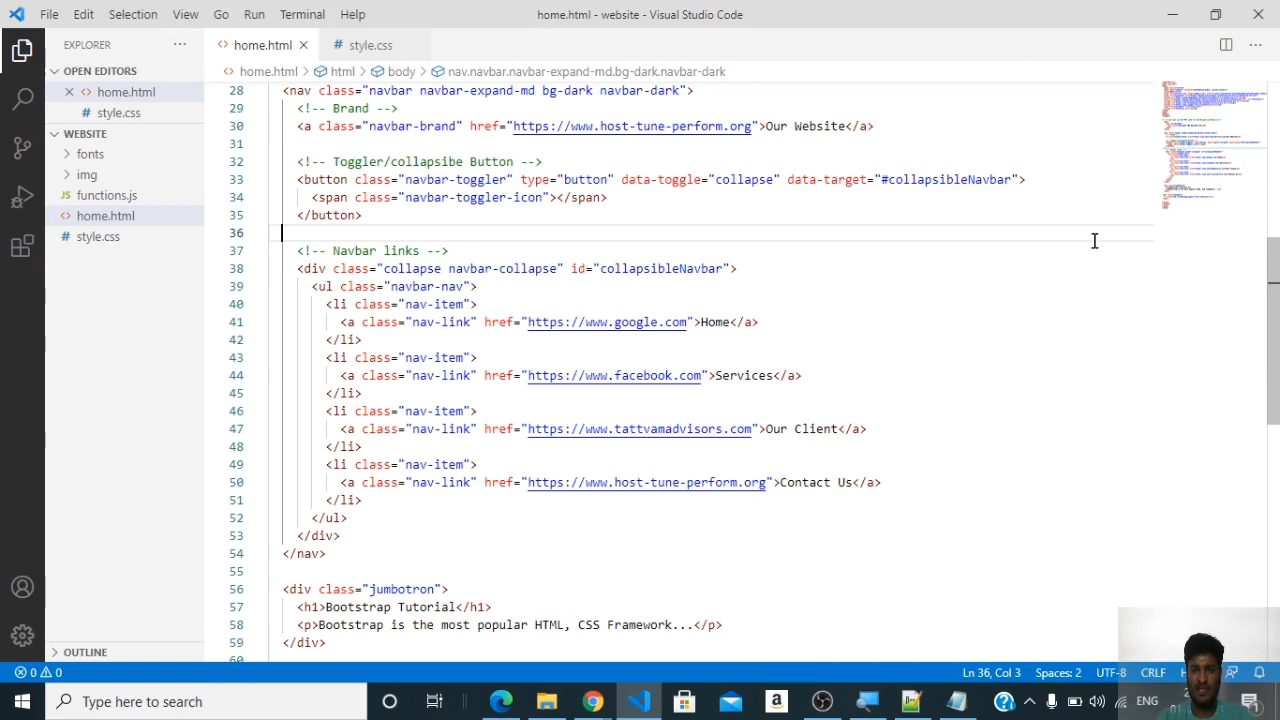 File Edit Selection View Go Run Terminal Help home.html - website - Visual Studio Code
EXPLORER ··· home.html style.css
OPEN EDITORS home.html > html > body > nav.navbar.navbar-expand-md.bg-dark.navbar-dark
home.html
style.css
WEBSITE
fonts
img
functions.js
home.html
style.css
28 <nav class="navbar navbar-expand-md bg-dark navbar-dark">
29 <!-- Brand -->
30 <a class="navbar-brand" href="https://www.host-tune-perform.org">Our Website</a>
31
32 <!-- Toggler/collapsibe Button -->
33 <button class="navbar-toggler" type="button" data-toggle="collapse" data-target="#collapsibleNavbar">
34 <span class="navbar-toggler-icon"></span>
35 </button>
36
37 <!-- Navbar links -->
38 <div class="collapse navbar-collapse" id="collapsibleNavbar">
39 <ul class="navbar-nav">
40 <li class="nav-item">
41 <a class="nav-link" href="https://www.google.com">Home</a>
42 </li>
43 <li class="nav-item">
44 <a class="nav-link" href="https://www.facebook.com">Services</a>
45 </li>
46 <li class="nav-item">
47 <a class="nav-link" href="https://www.tattvamadvisors.com">Our Client</a>
48 </li>
49 <li class="nav-item">
50 <a class="nav-link" href="https://www.host-tune-perform.org">Contact Us</a>
51 </li>
52 </ul>
53 </div>
54 </nav>
55
56 <div class="jumbotron">
57 <h1>Bootstrap Tutorial</h1>
58 <p>Bootstrap is the most popular HTML, CSS Framework...</p>
59 </div>
60
OUTLINE
0 0 Ln 36, Col 3 Spaces: 2 UTF-8 CRLF
Type here to search ENG